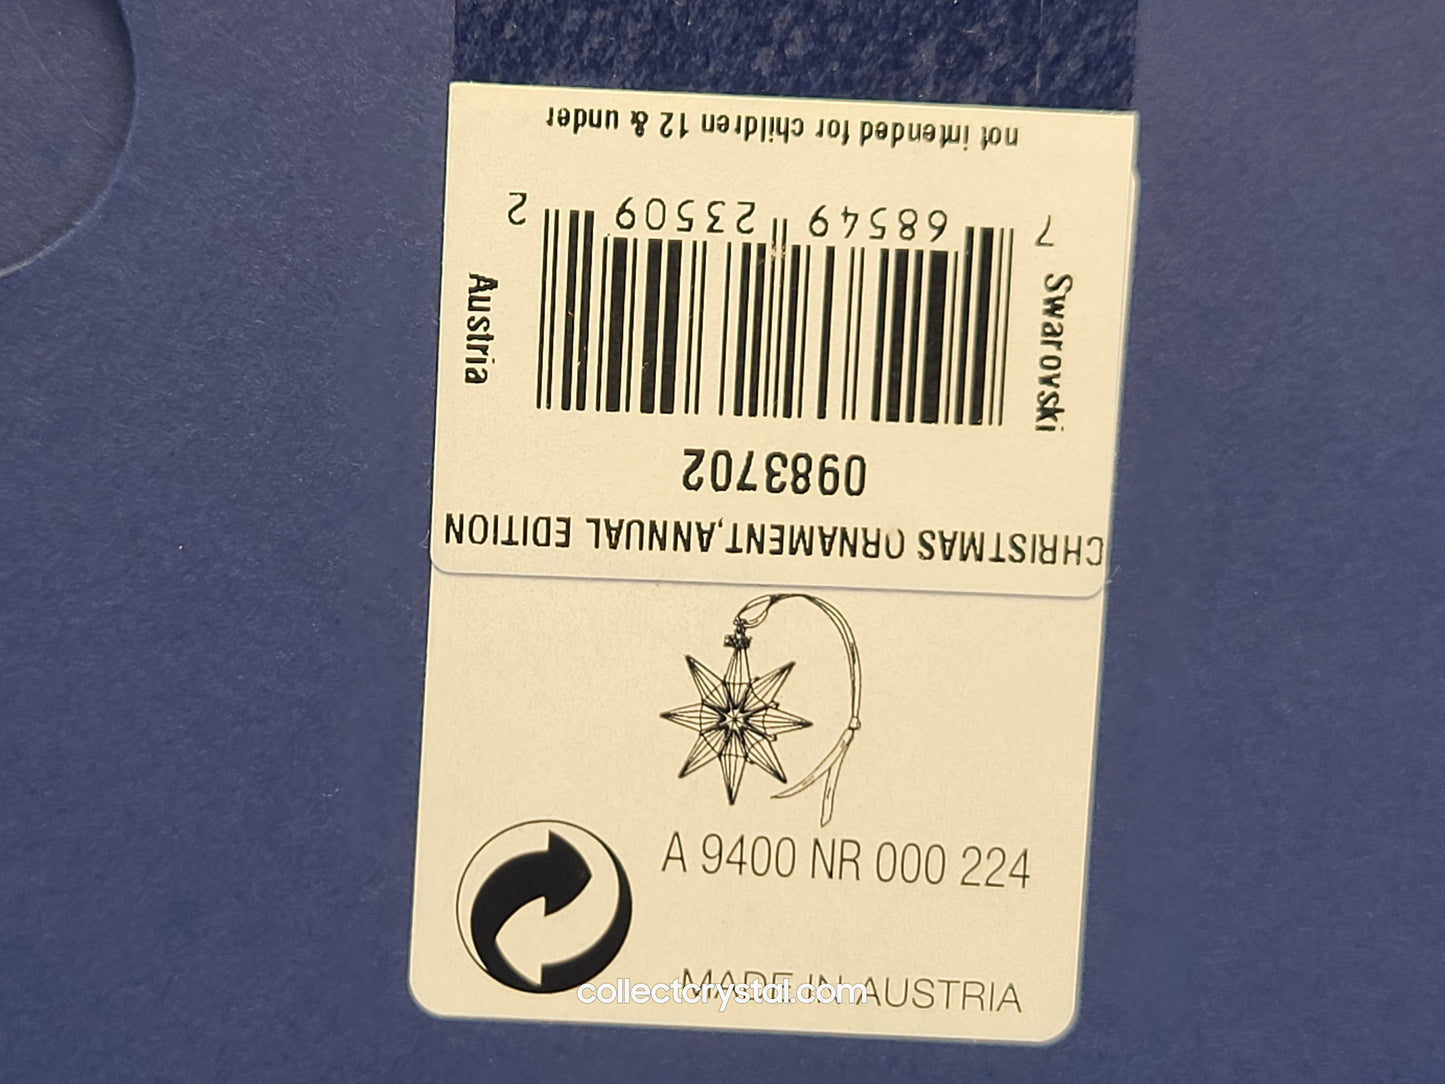 CHRISTMAS ORNAMENT,ANNUAL EDITION
0983702
Swarovski
Austria
7 68549 23509 2
not intended for children 12 & under
A 9400 NR 000 224
MADE IN AUSTRIA
collectcrystal.com